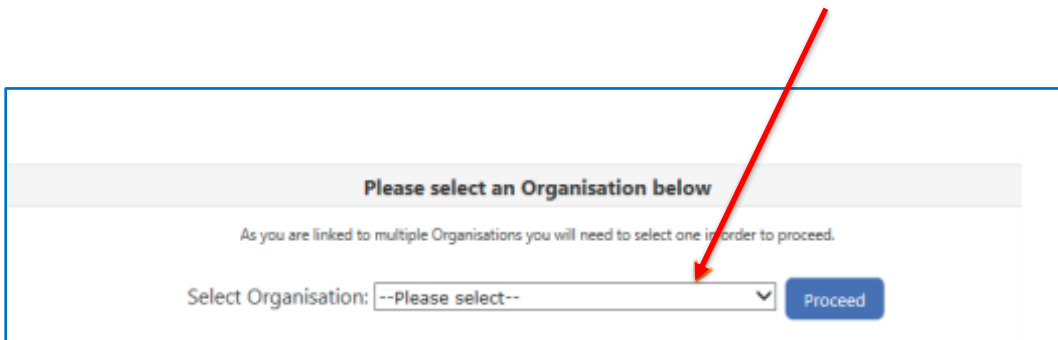 Please select an Organisation below
As you are linked to multiple Organisations you will need to select one in order to proceed.
Select Organisation: --Please select-- Proceed